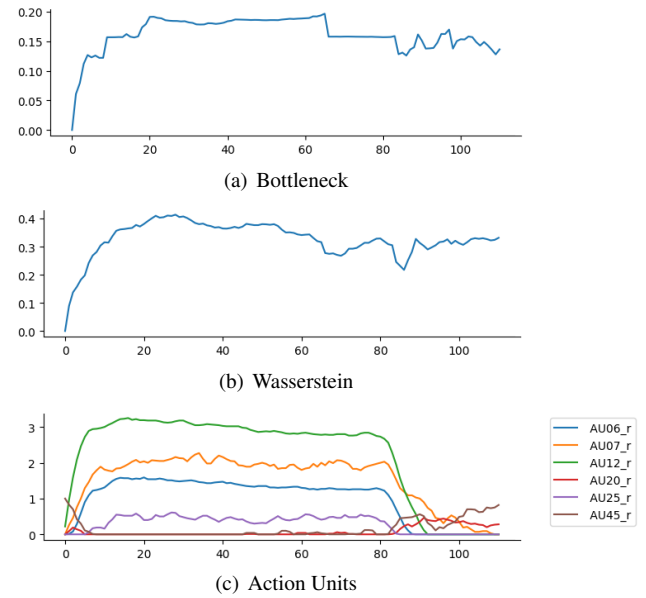 0.20
0.15
0.10
0.05
0.00
0 20 40 60 80 100
(a) Bottleneck
0.4
0.3
0.2
0.1
0.0
0 20 40 60 80 100
(b) Wasserstein
3
2
1
0
0 20 40 60 80 100
AU06_r
AU07_r
AU12_r
AU20_r
AU25_r
AU45_r
(c) Action Units